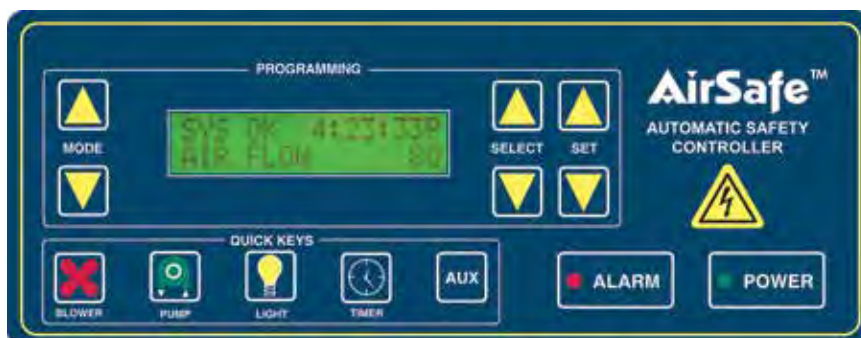 PROGRAMMING
MODE
SYS OK 4:23:33P
AIR FLOW 80
SELECT
SET
AirSafe™
AUTOMATIC SAFETY
CONTROLLER
QUICK KEYS
BLOWER
PUMP
LIGHT
TIMER
AUX
ALARM
POWER